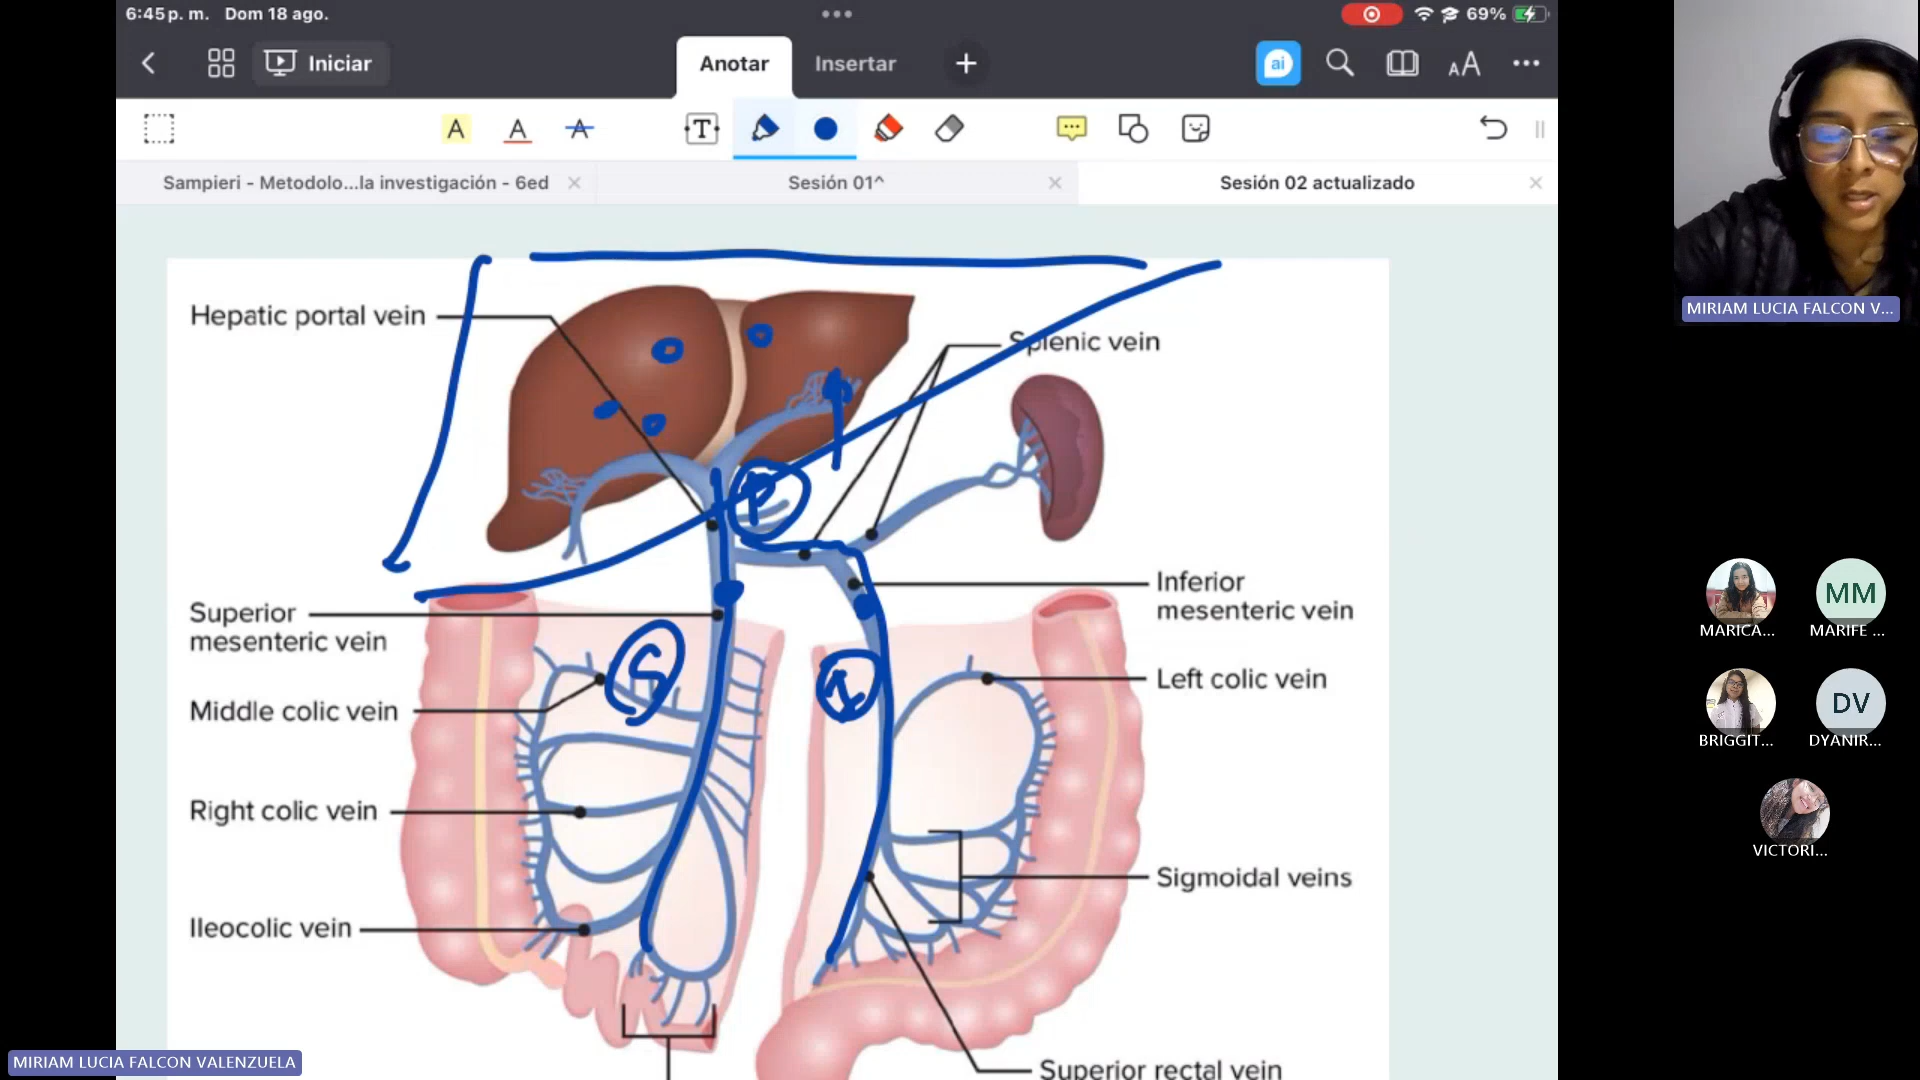 6:45 p. m. Dom 18 ago.
69%
Iniciar
Anotar
Insertar
ai
AA
A A A
T
Sampieri - Metodolo...la investigación - 6ed
Sesión 01^
Sesión 02 actualizado
Hepatic portal vein
Splenic vein
P
Superior
mesenteric vein
Inferior
mesenteric vein
S
I
Middle colic vein
Left colic vein
Right colic vein
Sigmoidal veins
Ileocolic vein
Superior rectal vein
MIRIAM LUCIA FALCON VALENZUELA
MIRIAM LUCIA FALCON V...
MM
MARICA...
MARIFE ...
DV
BRIGGIT...
DYANIR...
VICTORI...